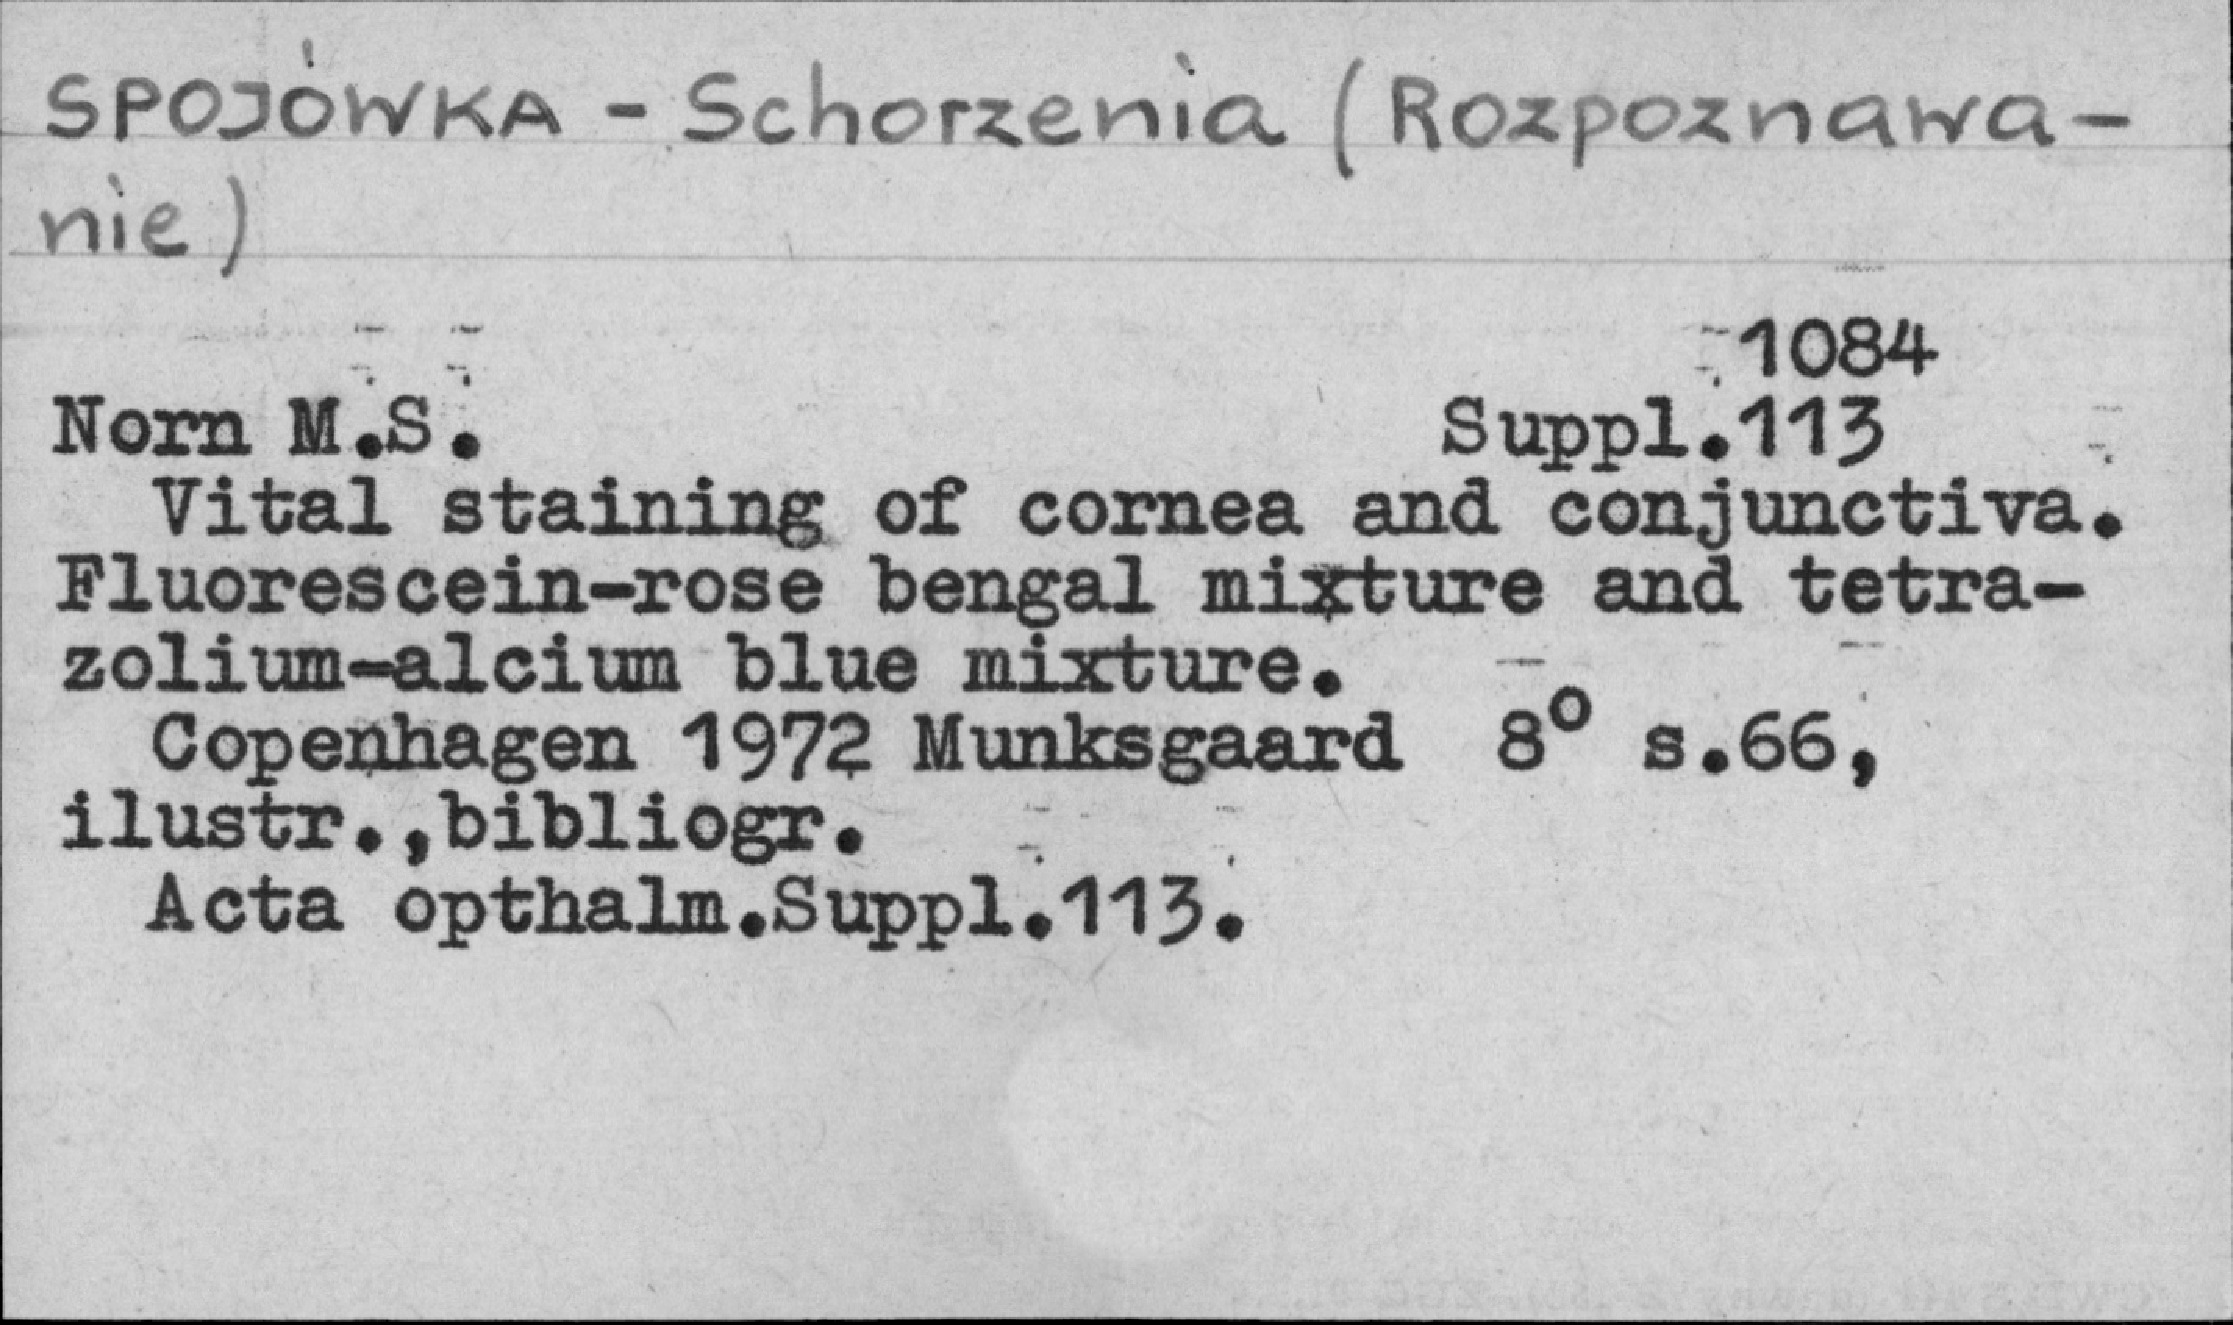 SPOJÓWKA - Schorzenia (Rozpoznawa-
nie)
1084
Norn M.S. Suppl.113
Vital staining of cornea and conjunctiva.
Fluorescein-rose bengal mixture and tetra-
zolium-alcium blue mixture.
Copenhagen 1972 Munksgaard 8° s.66,
ilustr.,bibliogr.
Acta opthalm.Suppl.113.